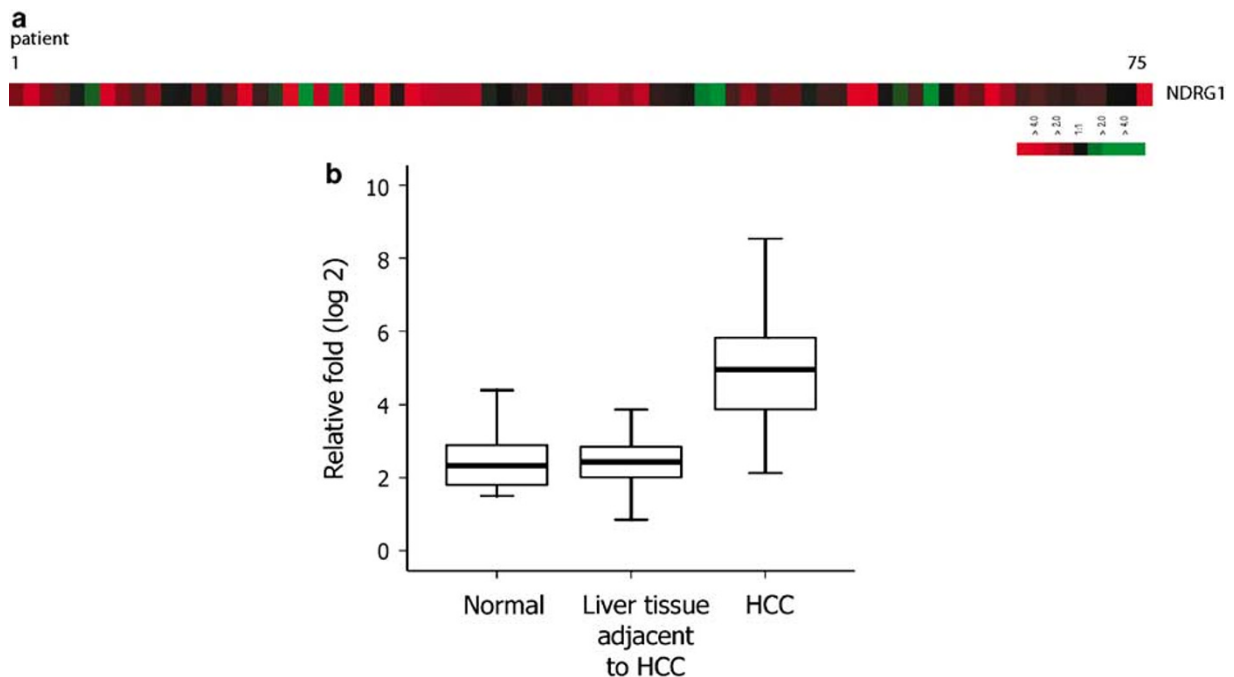 a
patient
1 75
NDRG1
> 4.0 > 2.0 1:1 > 2.0 > 4.0
b
10
8
6
4
2
0
Relative fold (log 2)
Normal Liver tissue HCC
adjacent
to HCC